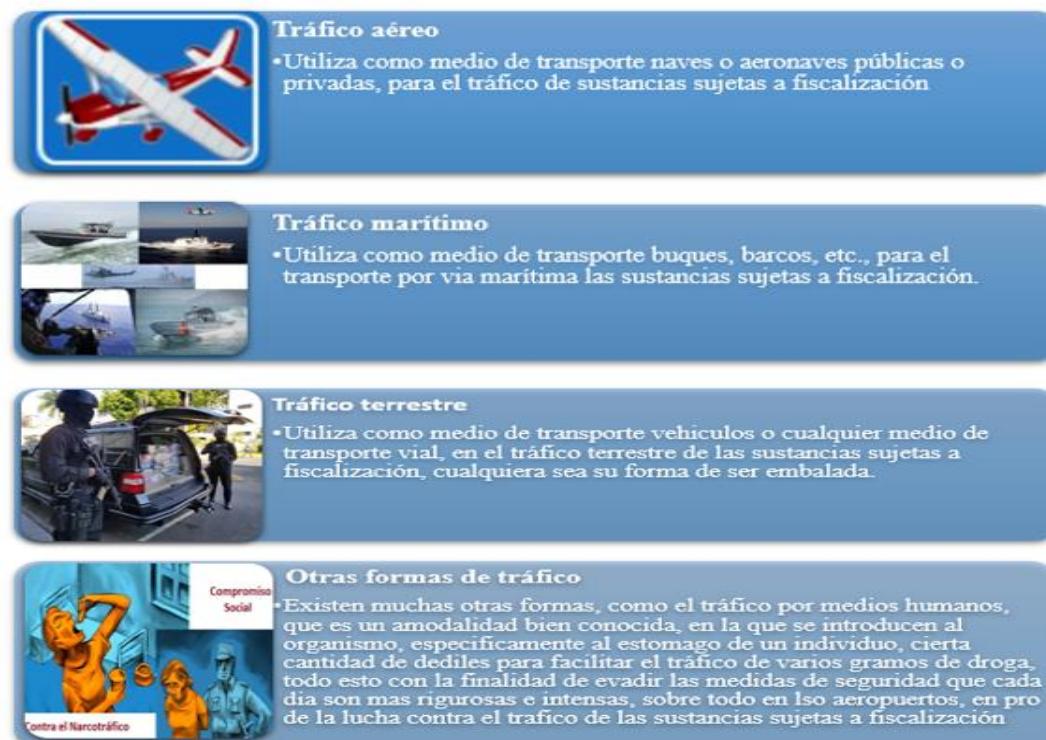 Tráfico aéreo
•Utiliza como medio de transporte naves o aeronaves públicas o
privadas, para el tráfico de sustancias sujetas a fiscalización
Tráfico marítimo
•Utiliza como medio de transporte buques, barcos, etc., para el
transporte por via marítima las sustancias sujetas a fiscalización.
Tráfico terrestre
•Utiliza como medio de transporte vehiculos o cualquier medio de
transporte vial, en el tráfico terrestre de las sustancias sujetas a
fiscalización, cualquiera sea su forma de ser embalada.
Compromiso
Social
Contra el Narcotráfico
Otras formas de tráfico
•Existen muchas otras formas, como el tráfico por medios humanos,
que es un amodalidad bien conocida, en la que se introducen al
organismo, especificamente al estomago de un individuo, cierta
cantidad de dediles para facilitar el tráfico de varios gramos de droga,
todo esto con la finalidad de evadir las medidas de seguridad que cada
dia son mas rigurosas e intensas, sobre todo en lso aeropuertos, en pro
de la lucha contra el trafico de las sustancias sujetas a fiscalización